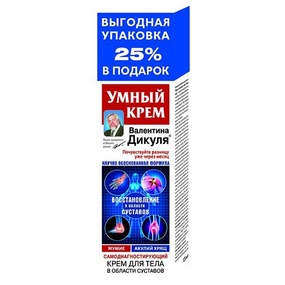 ВЫГОДНАЯ
УПАКОВКА
25%
В ПОДАРОК
УМНЫЙ
КРЕМ
Валентина
Дикуля®
Почувствуйте разницу
уже через месяц
НАУЧНО ОБОСНОВАННАЯ ФОРМУЛА
ВОССТАНОВЛЕНИЕ
В ОБЛАСТИ
СУСТАВОВ
МУМИЕ АКУЛИЙ ХРЯЩ
САМОДИАГНОСТИРУЮЩИЙ
КРЕМ ДЛЯ ТЕЛА
В ОБЛАСТИ СУСТАВОВ